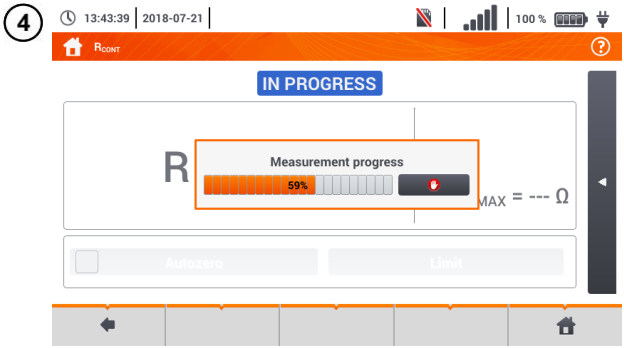 4
13:43:39 2018-07-21 100 %
RCONT
IN PROGRESS
Measurement progress
R
59%
MAX = --- Ω
Autozero Limit